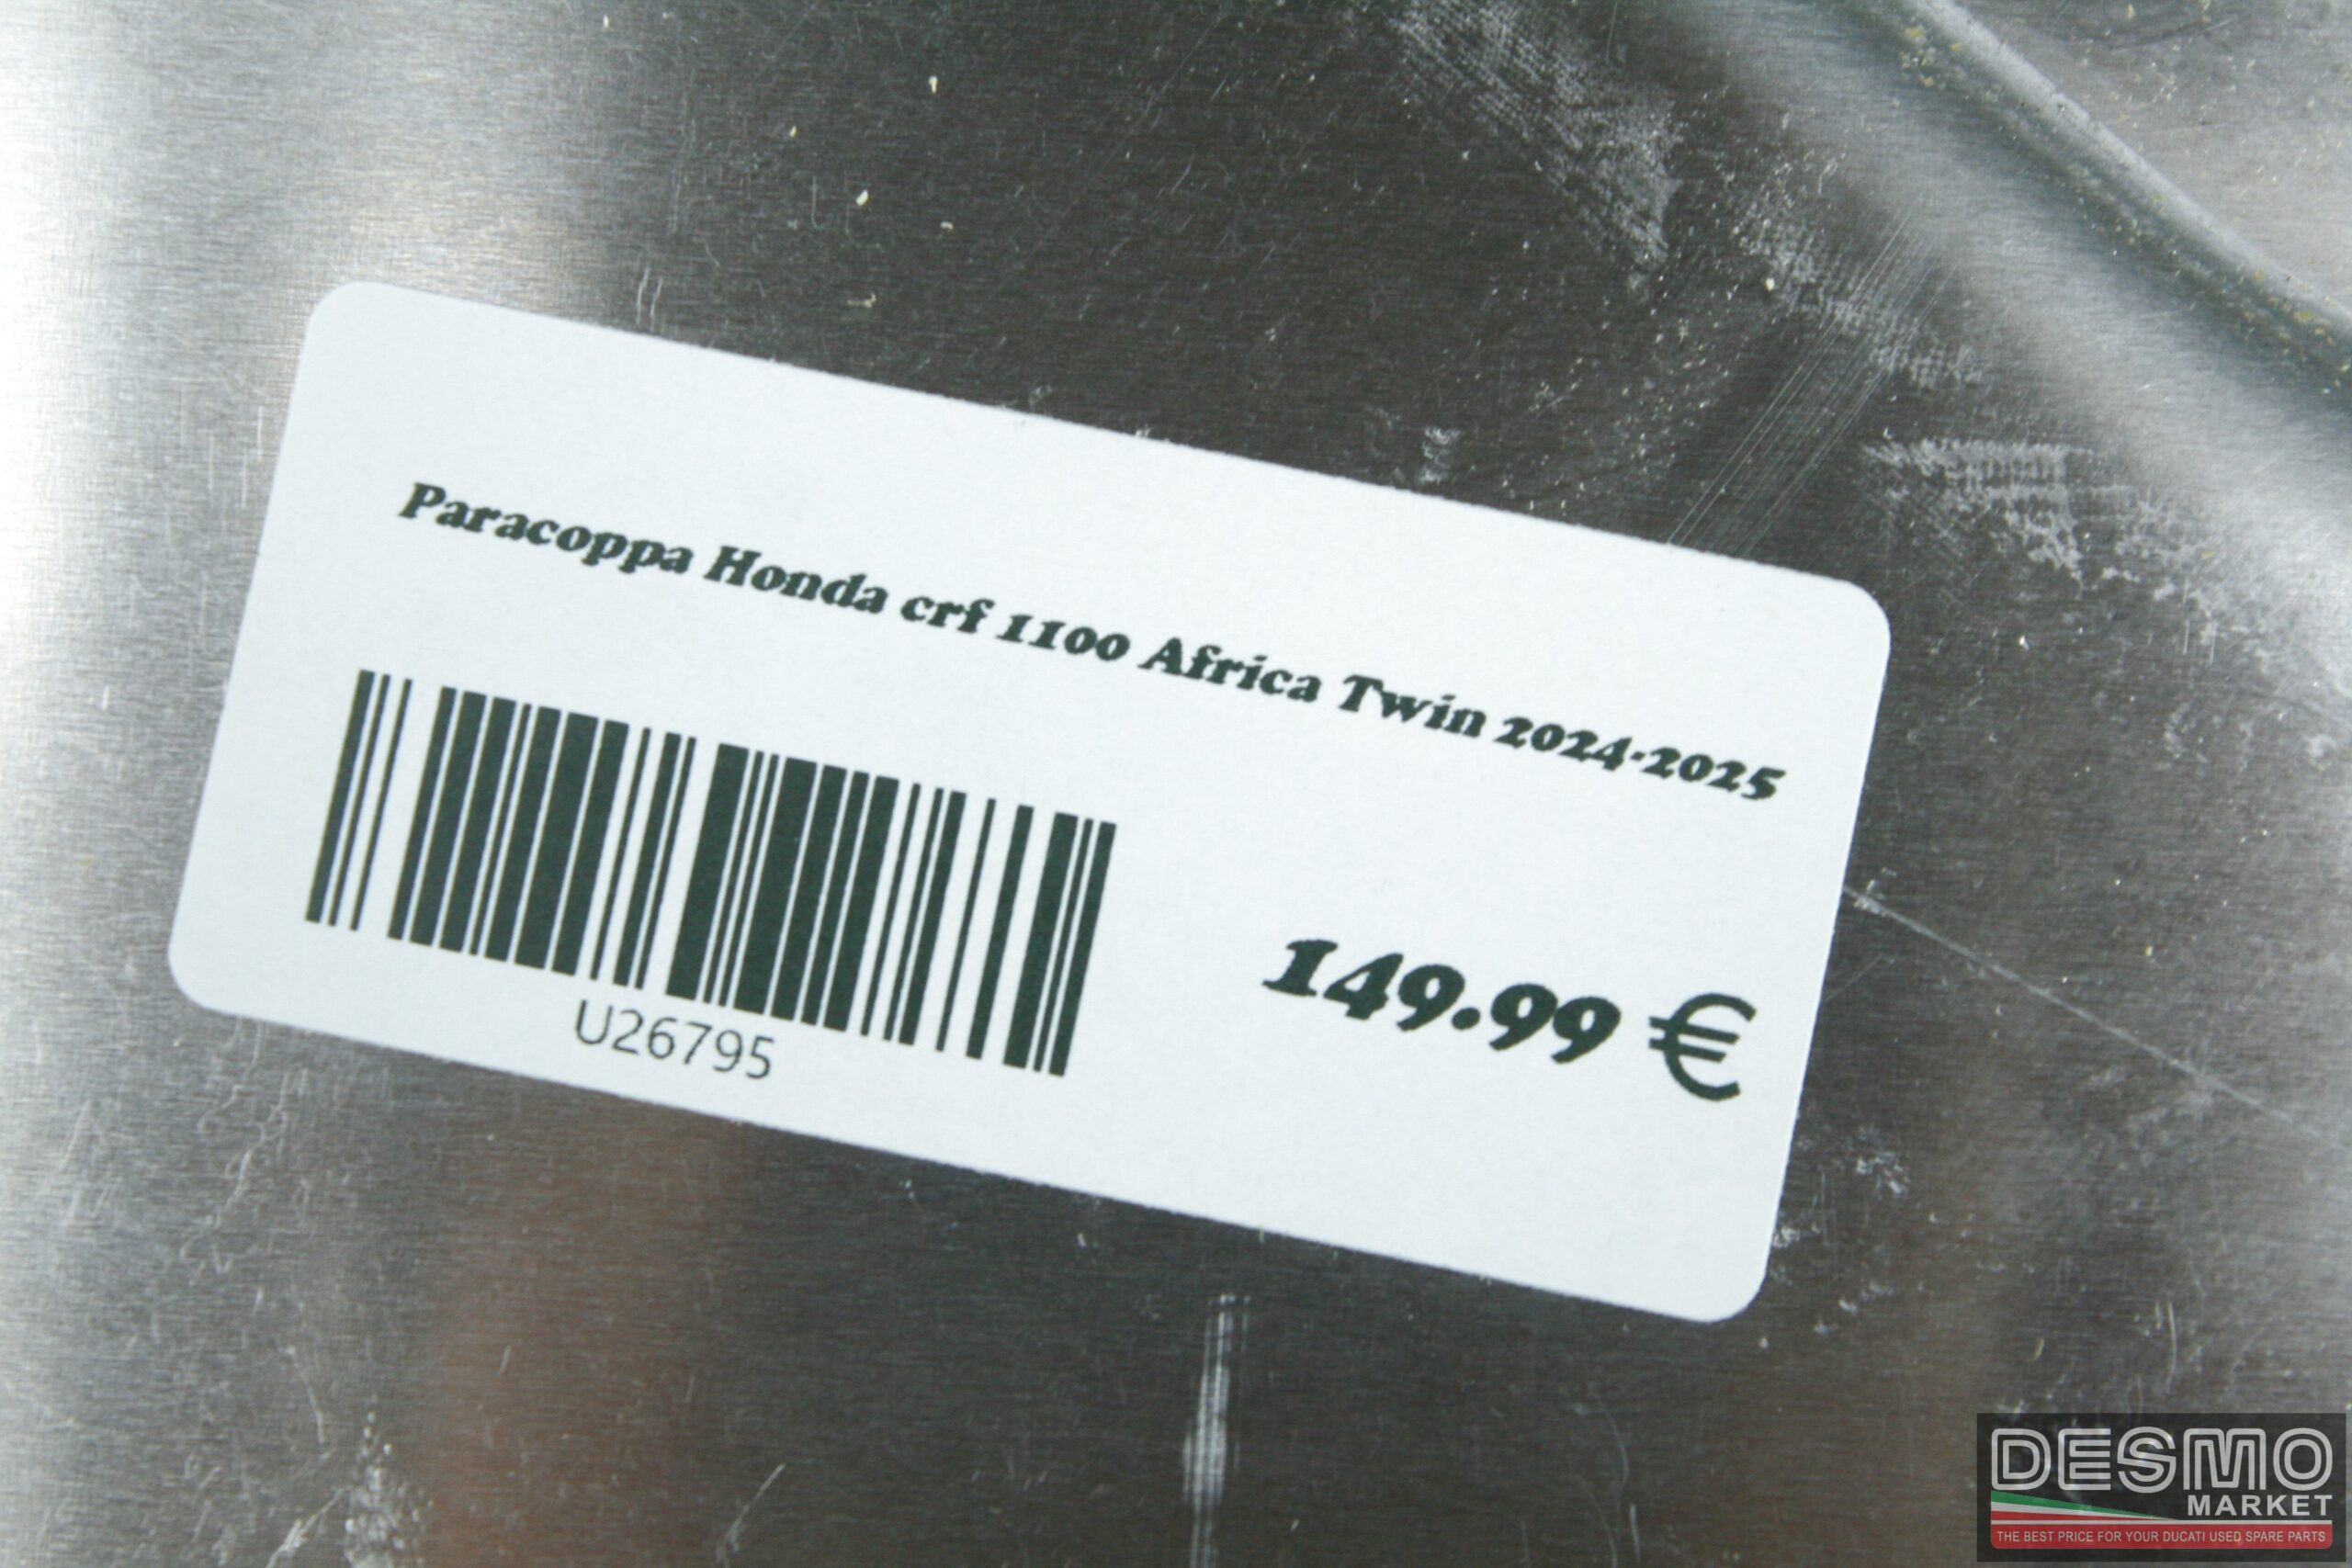 Paracoppa Honda crf 1100 Africa Twin 2024-2025
149.99 €
U26795
DESMO
MARKET
THE BEST PRICE FOR YOUR DUCATI USED SPARE PARTS